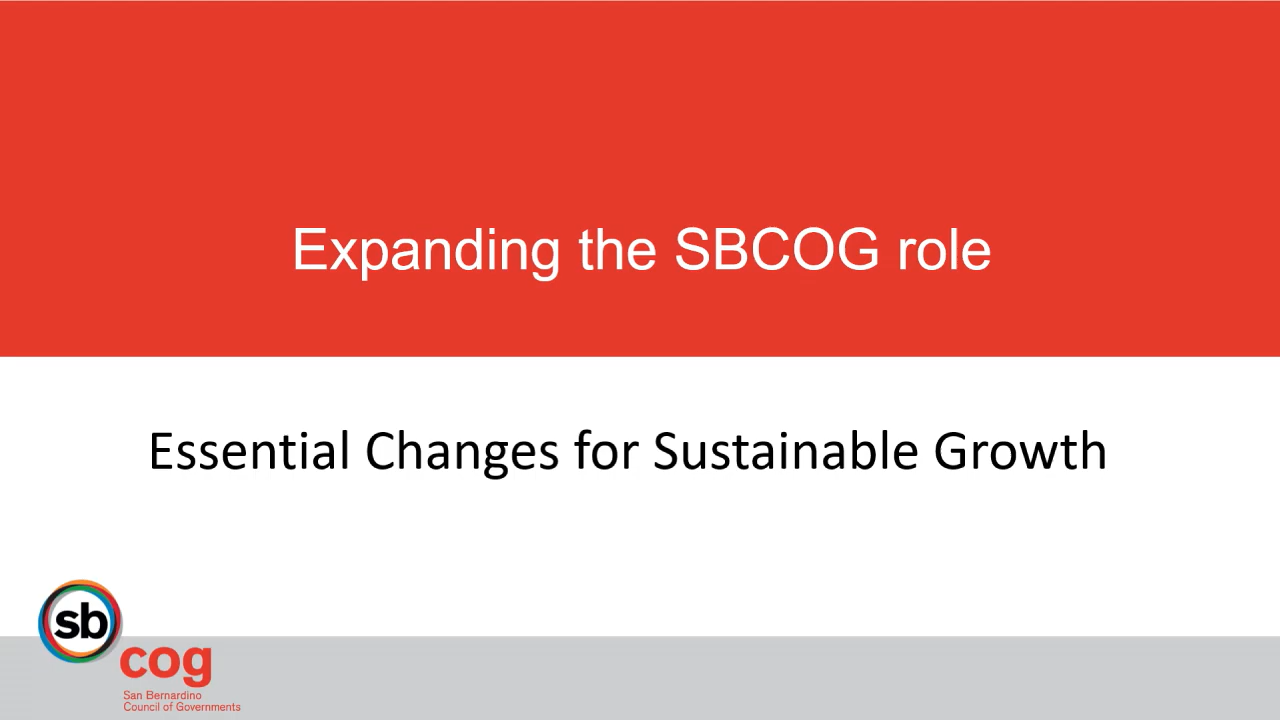 Expanding the SBCOG role
Essential Changes for Sustainable Growth
sb
cog
San Bernardino
Council of Governments